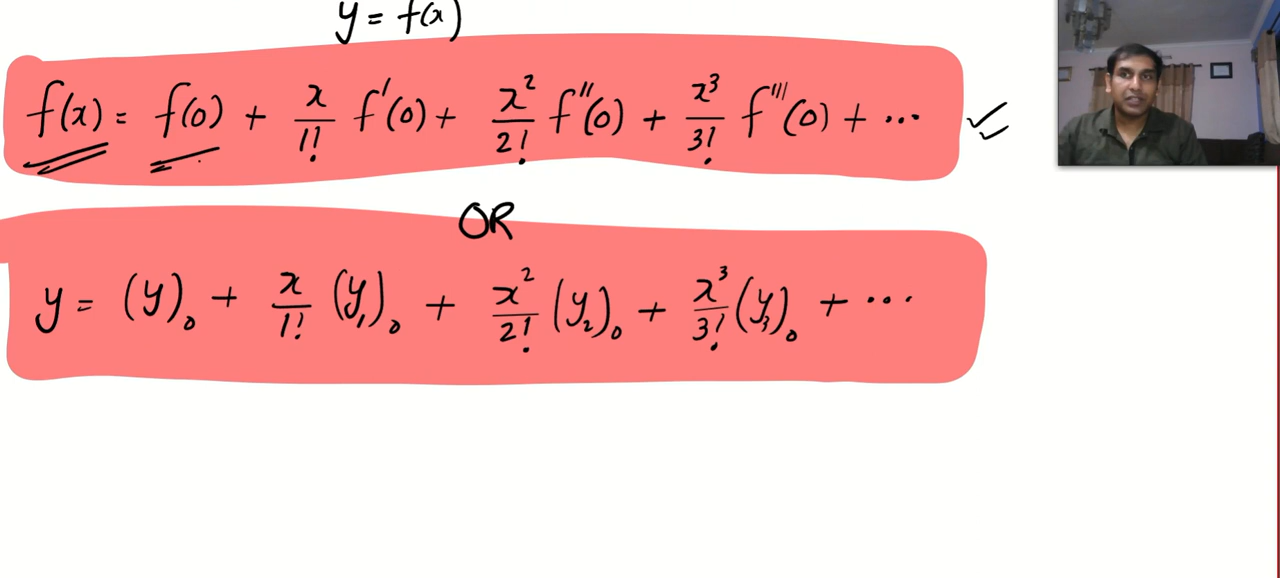 y = f(x)
f(x) = f(0) + x/1! f'(0) + x²/2! f''(0) + x³/3! f'''(0) + ...
OR
y = (y)₀ + x/1! (y₁)₀ + x²/2! (y₂)₀ + x³/3! (y₃)₀ + ...